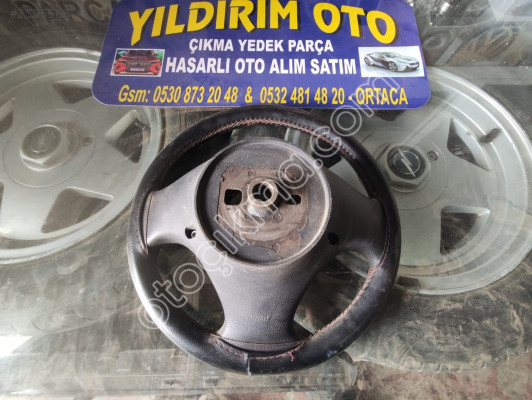 YILDIRIM OTO
ÇIKMA YEDEK PARÇA
HASARLI OTO ALIM SATIM
Gsm: 0530 873 20 48 & 0532 481 48 20 - ORTACA
otoçıkma.com